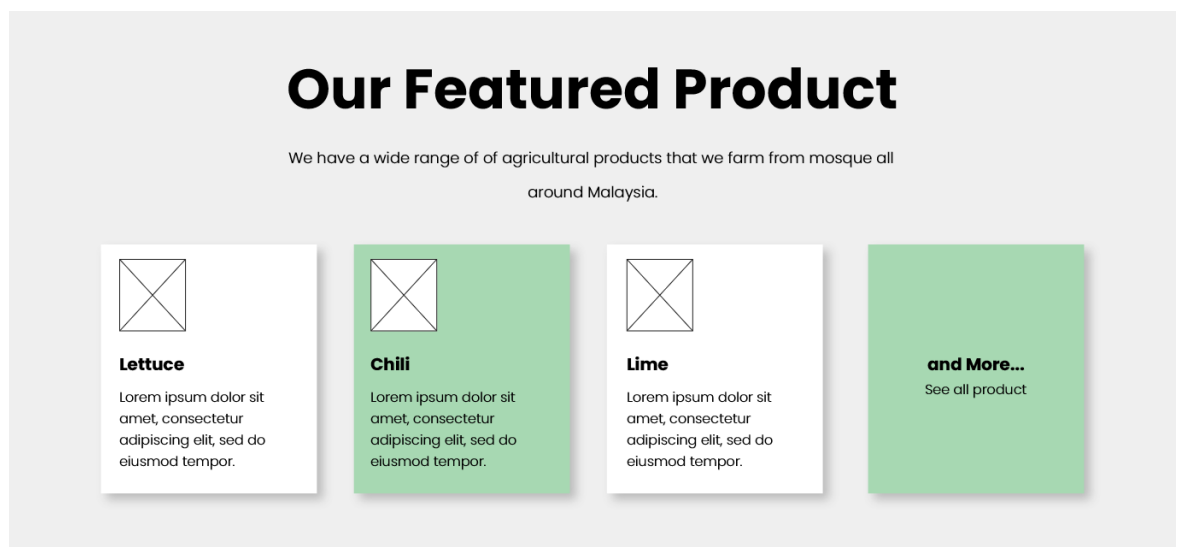 Our Featured Product
We have a wide range of of agricultural products that we farm from mosque all
around Malaysia.
Lettuce
Lorem ipsum dolor sit
amet, consectetur
adipiscing elit, sed do
eiusmod tempor.
Chili
Lorem ipsum dolor sit
amet, consectetur
adipiscing elit, sed do
eiusmod tempor.
Lime
Lorem ipsum dolor sit
amet, consectetur
adipiscing elit, sed do
eiusmod tempor.
and More...
See all product